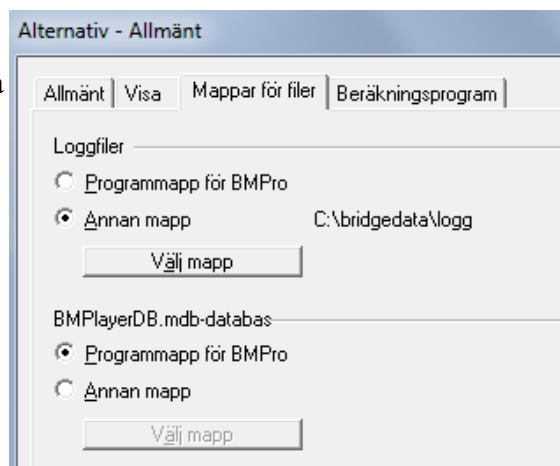 Alternativ - Allmänt
Allmänt Visa Mappar för filer Beräkningsprogram
Loggfiler
Programmapp för BMPro
Annan mapp C:\bridgedata\logg
Välj mapp
BMPlayerDB.mdb-databas
Programmapp för BMPro
Annan mapp
Välj mapp